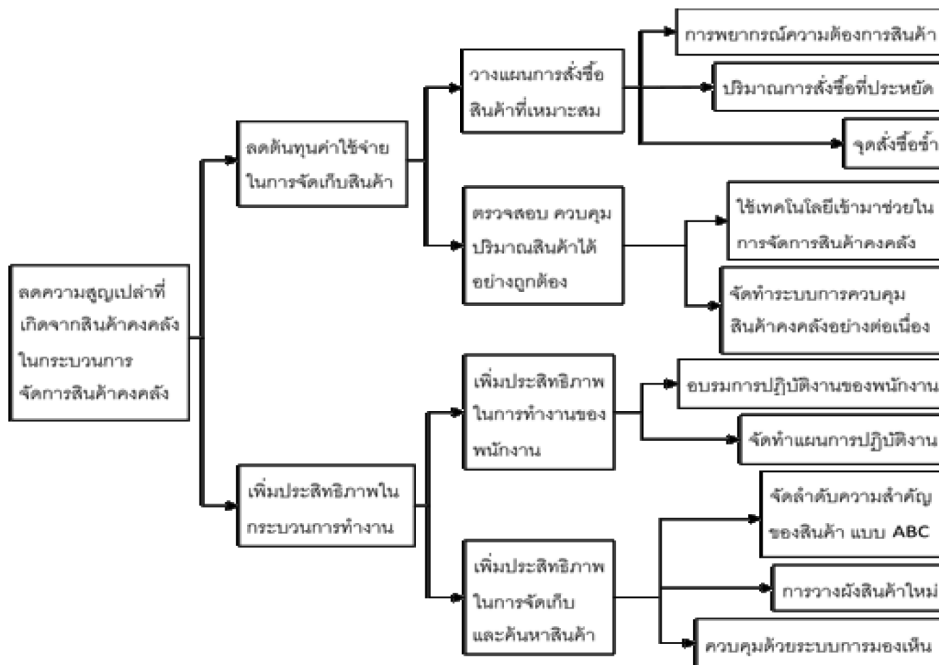 ลดความสูญเปล่าที่
เกิดจากสินค้าคงคลัง
ในกระบวนการ
จัดการสินค้าคงคลัง
ลดต้นทุนค่าใช้จ่าย
ในการจัดเก็บสินค้า
วางแผนการสั่งซื้อ
สินค้าที่เหมาะสม
การพยากรณ์ความต้องการสินค้า
ปริมาณการสั่งซื้อที่ประหยัด
จุดสั่งซื้อซ้ำ
ตรวจสอบ ควบคุม
ปริมาณสินค้าได้
อย่างถูกต้อง
ใช้เทคโนโลยีเข้ามาช่วยใน
การจัดการสินค้าคงคลัง
จัดทำระบบการควบคุม
สินค้าคงคลังอย่างต่อเนื่อง
เพิ่มประสิทธิภาพใน
กระบวนการทำงาน
เพิ่มประสิทธิภาพ
ในการทำงานของ
พนักงาน
อบรมการปฏิบัติงานของพนักงาน
จัดทำแผนการปฏิบัติงาน
เพิ่มประสิทธิภาพ
ในการจัดเก็บ
และค้นหาสินค้า
จัดลำดับความสำคัญ
ของสินค้า แบบ ABC
การวางผังสินค้าใหม่
ควบคุมด้วยระบบการมองเห็น